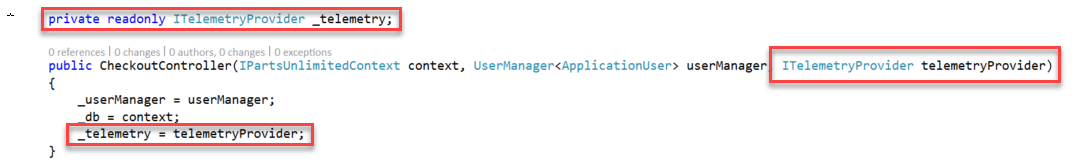 private readonly ITelemetryProvider _telemetry;
0 references | 0 changes | 0 authors, 0 changes | 0 exceptions
public CheckoutController(IPartsUnlimitedContext context, UserManager<ApplicationUser> userManager ITelemetryProvider telemetryProvider)
{
_userManager = userManager;
_db = context;
_telemetry = telemetryProvider;
}